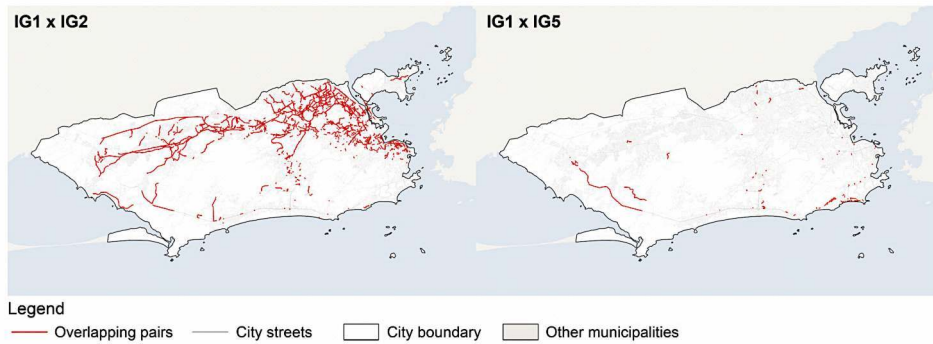 IG1 x IG2
IG1 x IG5
Legend
Overlapping pairs City streets City boundary Other municipalities